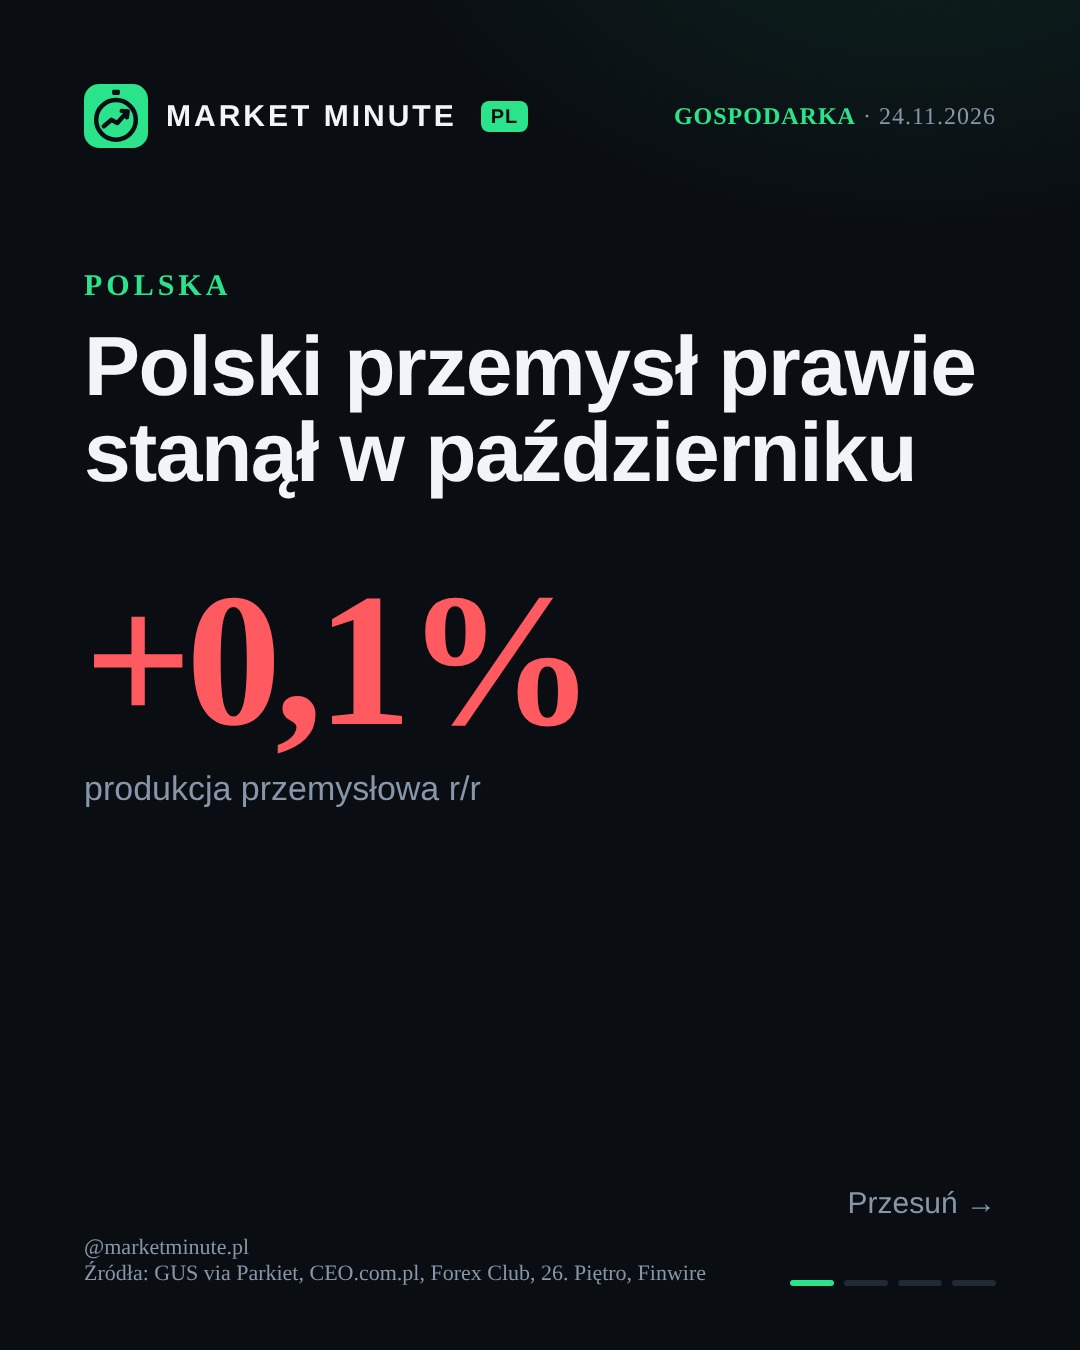 MARKET MINUTE PL
GOSPODARKA · 24.11.2026
POLSKA
Polski przemysł prawie
stanął w październiku
+0,1%
produkcja przemysłowa r/r
Przesuń →
@marketminute.pl
Źródła: GUS via Parkiet, CEO.com.pl, Forex Club, 26. Piętro, Finwire